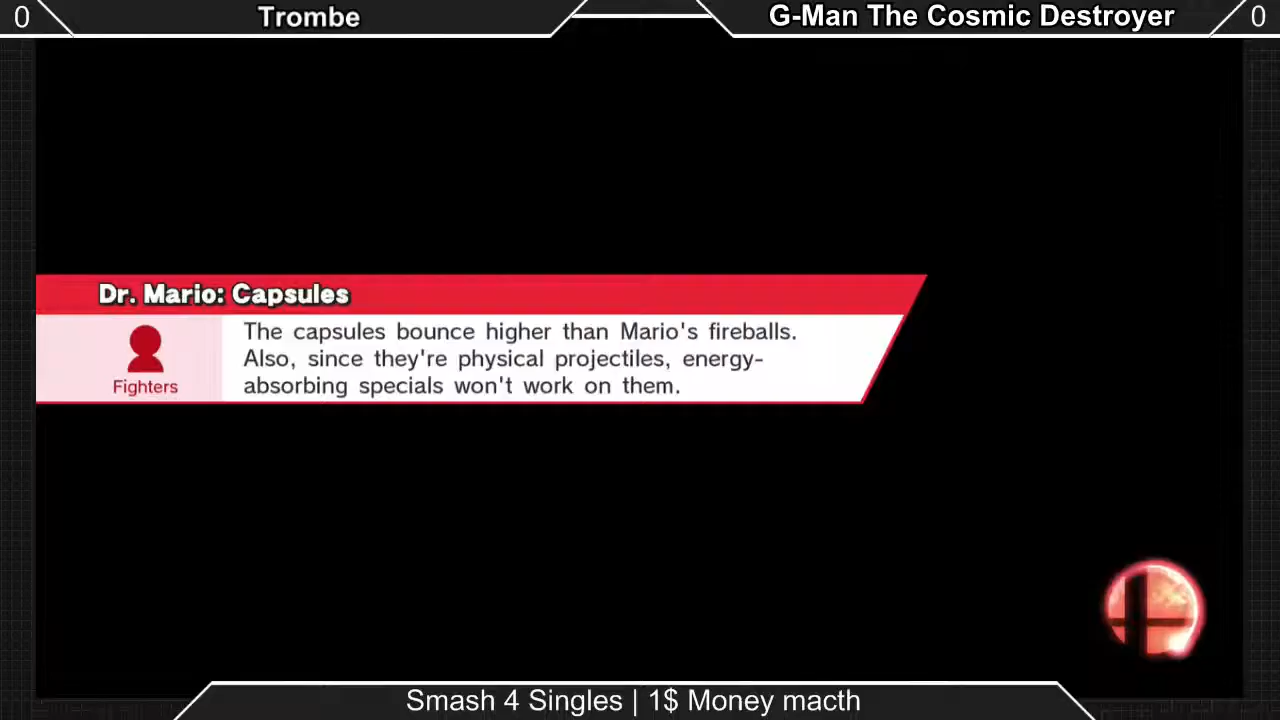 0 Trombe G-Man The Cosmic Destroyer 0
Dr. Mario: Capsules
The capsules bounce higher than Mario's fireballs.
Also, since they're physical projectiles, energy-
absorbing specials won't work on them.
Fighters
Smash 4 Singles | 1$ Money macth